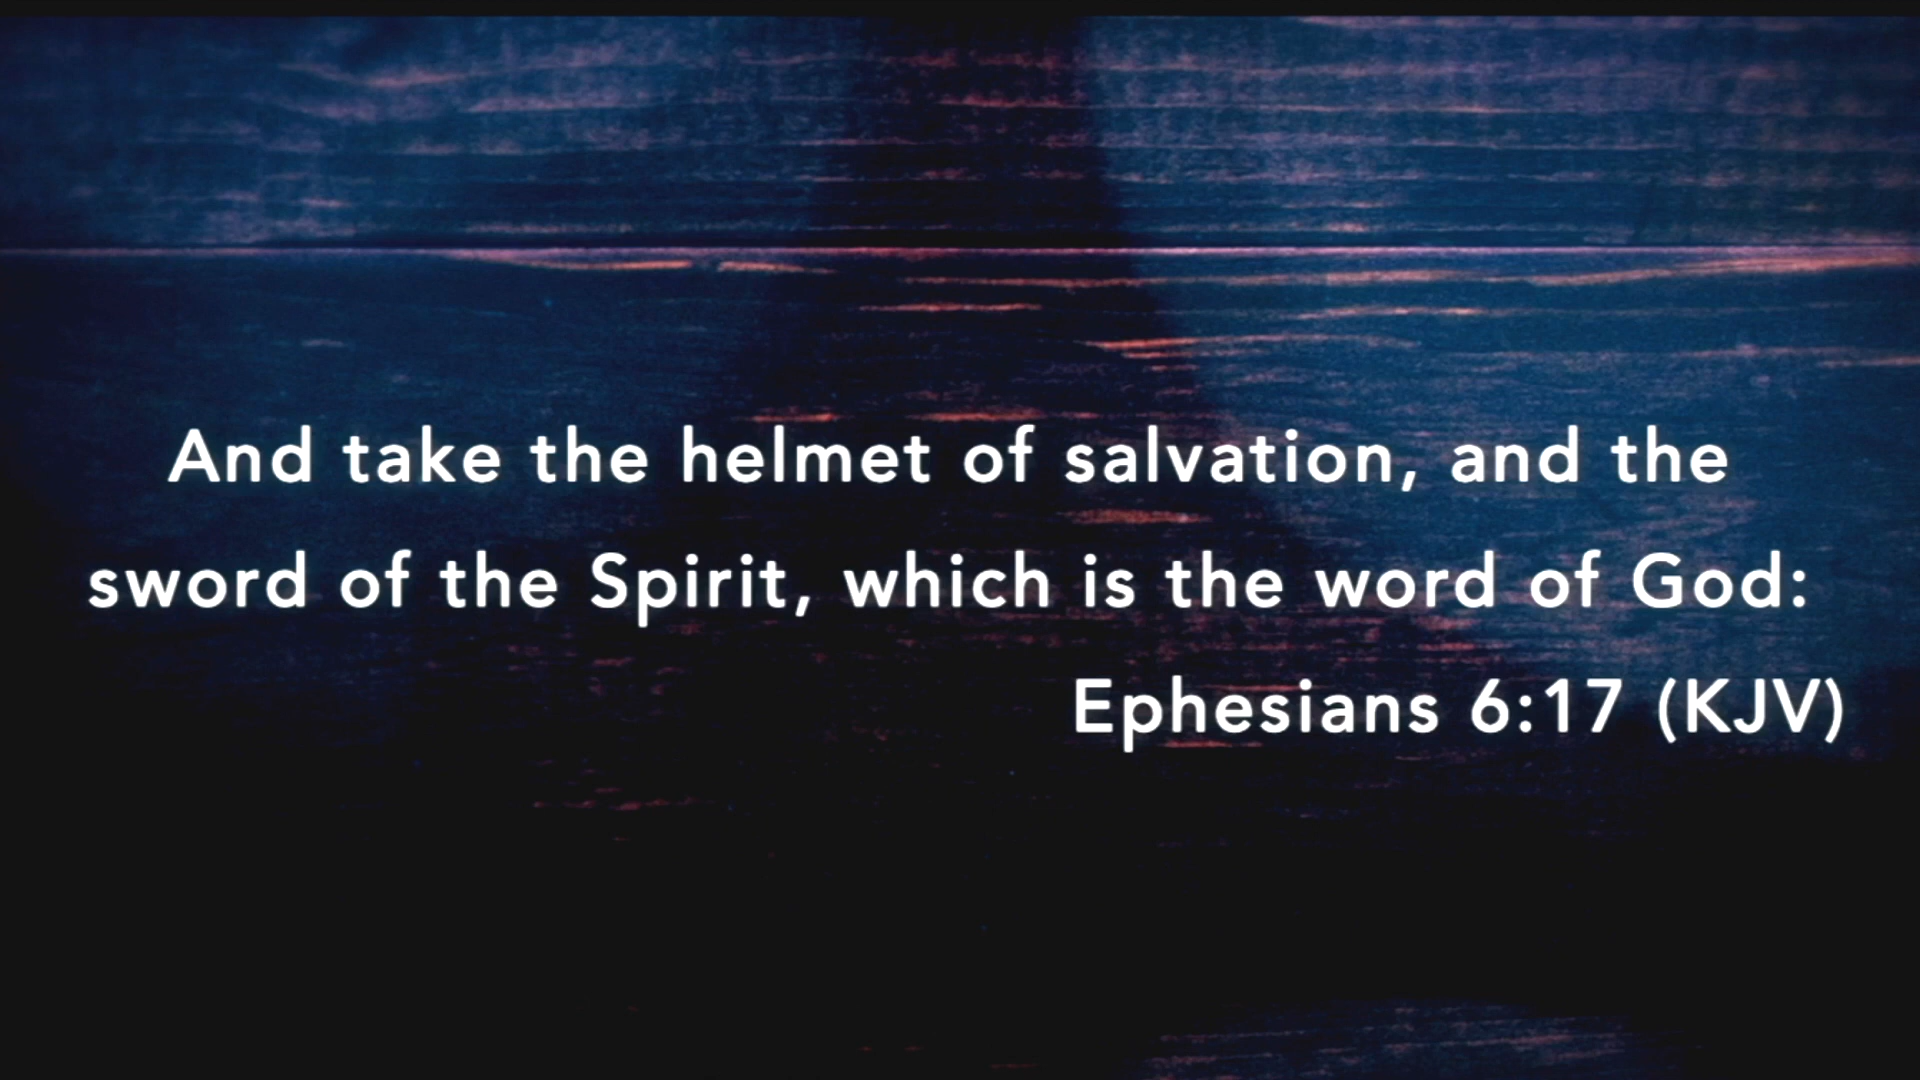 And take the helmet of salvation, and the
sword of the Spirit, which is the word of God:
Ephesians 6:17 (KJV)